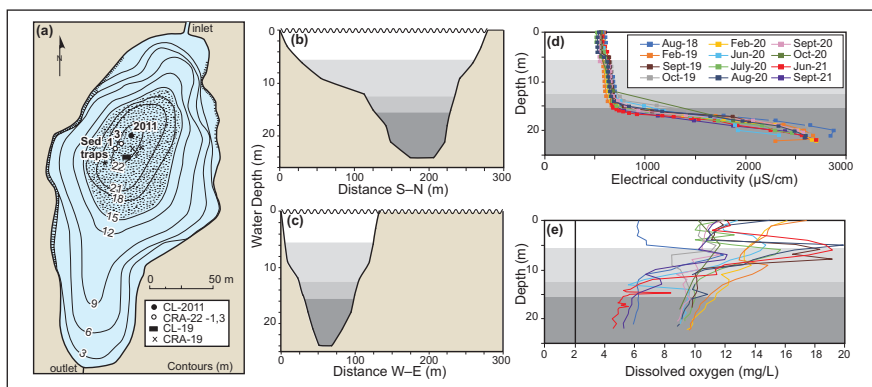 (a)
inlet
N
2011
Sed
traps
3
1
22
21
18
15
12
9
6
3
0 50 m
CL-2011
CRA-22 -1,3
CL-19
CRA-19
outlet
Contours (m)
Water Depth (m)
(b)
0
10
20
0 100 200 300
Distance S–N (m)
(c)
0
10
20
0 100 200 300
Distance W–E (m)
(d)
Depth (m)
0
10
20
Aug-18 Feb-20 Sept-20
Feb-19 Jun-20 Oct-20
Sept-19 July-20 Jun-21
Oct-19 Aug-20 Sept-21
0 1000 2000 3000
Electrical conductivity (µS/cm)
(e)
Depth (m)
0
10
20
0 2 4 6 8 10 12 14 16 18 20
Dissolved oxygen (mg/L)